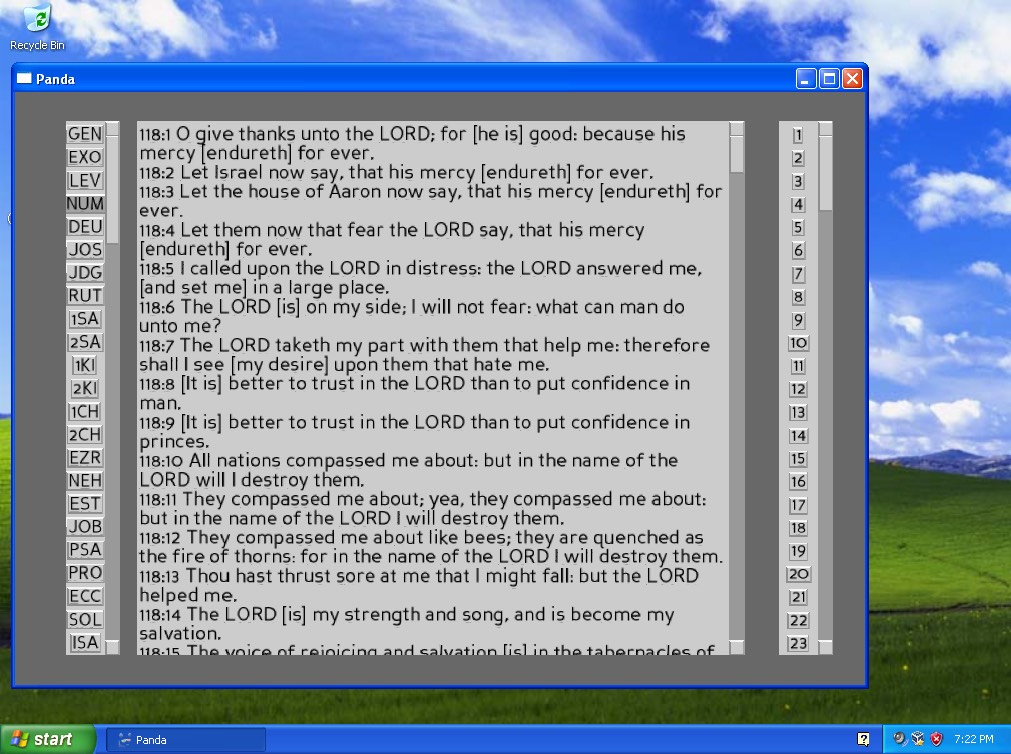 Recycle Bin
Panda
GEN
EXO
LEV
NUM
DEU
JOS
JDG
RUT
1SA
2SA
1KI
2KI
1CH
2CH
EZR
NEH
EST
JOB
PSA
PRO
ECC
SOL
ISA
118:1 O give thanks unto the LORD; for [he is] good: because his
mercy [endureth] for ever.
118:2 Let Israel now say, that his mercy [endureth] for ever.
118:3 Let the house of Aaron now say, that his mercy [endureth] for
ever.
118:4 Let them now that fear the LORD say, that his mercy
[endureth] for ever.
118:5 I called upon the LORD in distress: the LORD answered me,
[and set me] in a large place.
118:6 The LORD [is] on my side; I will not fear: what can man do
unto me?
118:7 The LORD taketh my part with them that help me: therefore
shall I see [my desire] upon them that hate me.
118:8 [It is] better to trust in the LORD than to put confidence in
man.
118:9 [It is] better to trust in the LORD than to put confidence in
princes.
118:10 All nations compassed me about: but in the name of the
LORD will I destroy them.
118:11 They compassed me about; yea, they compassed me about:
but in the name of the LORD I will destroy them.
118:12 They compassed me about like bees; they are quenched as
the fire of thorns: for in the name of the LORD I will destroy them.
118:13 Thou hast thrust sore at me that I might fall: but the LORD
helped me.
118:14 The LORD [is] my strength and song, and is become my
salvation.
118:15 The voice of rejoicing and salvation [is] in the tabernacles of
1
2
3
4
5
6
7
8
9
10
11
12
13
14
15
16
17
18
19
20
21
22
23
start
Panda
7:22 PM